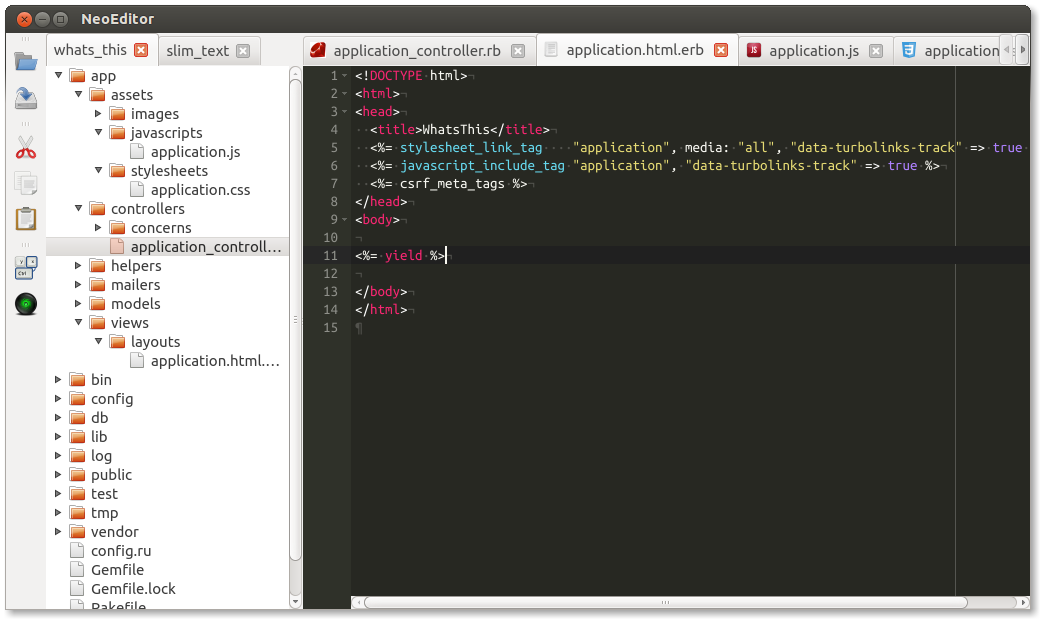 NeoEditor
whats_this
slim_text
application_controller.rb
application.html.erb
application.js
application
app
assets
images
javascripts
application.js
stylesheets
application.css
controllers
concerns
application_controll...
helpers
mailers
models
views
layouts
application.html....
bin
config
db
lib
log
public
test
tmp
vendor
config.ru
Gemfile
Gemfile.lock
Rakefile
1 <!DOCTYPE html>
2 <html>
3 <head>
4   <title>WhatsThis</title>
5   <%= stylesheet_link_tag    "application", media: "all", "data-turbolinks-track" => true
6   <%= javascript_include_tag "application", "data-turbolinks-track" => true %>
7   <%= csrf_meta_tags %>
8 </head>
9 <body>
10
11 <%= yield %>
12
13 </body>
14 </html>
15 ¶